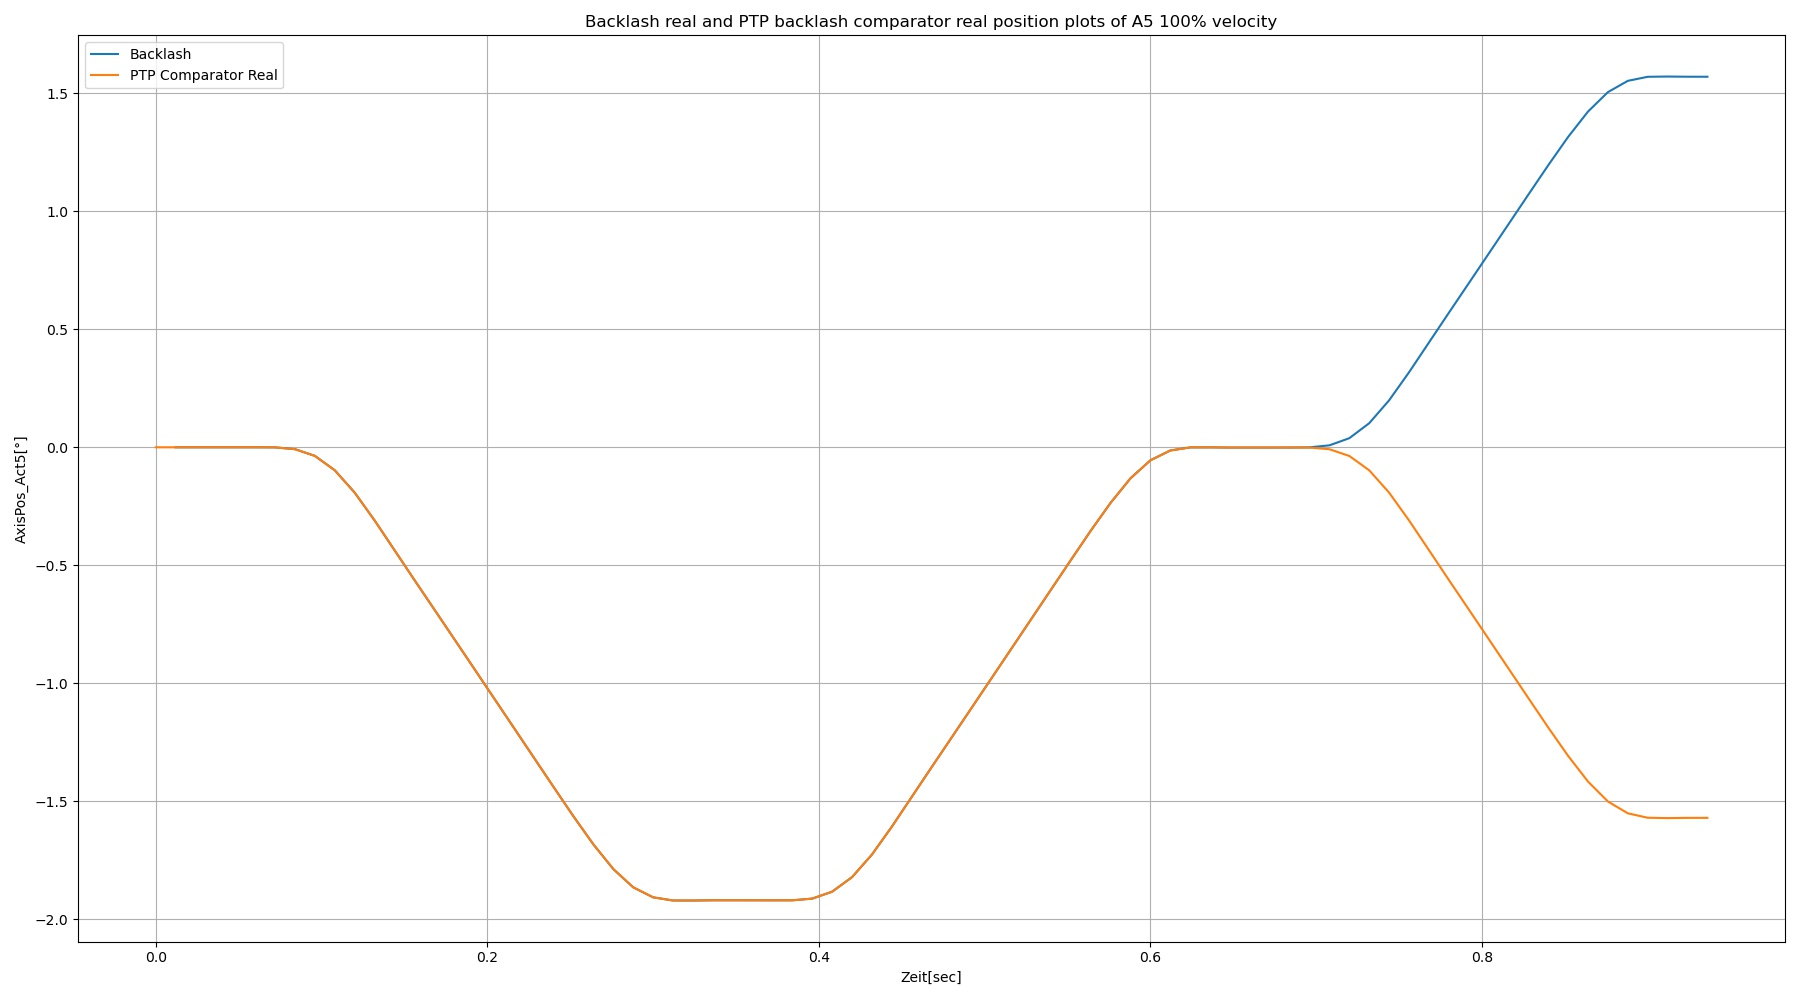 Backlash real and PTP backlash comparator real position plots of A5 100% velocity
Backlash
PTP Comparator Real
1.5
1.0
0.5
0.0
−0.5
−1.0
−1.5
−2.0
AxisPos_Act5[°]
0.0 0.2 0.4 0.6 0.8
Zeit[sec]